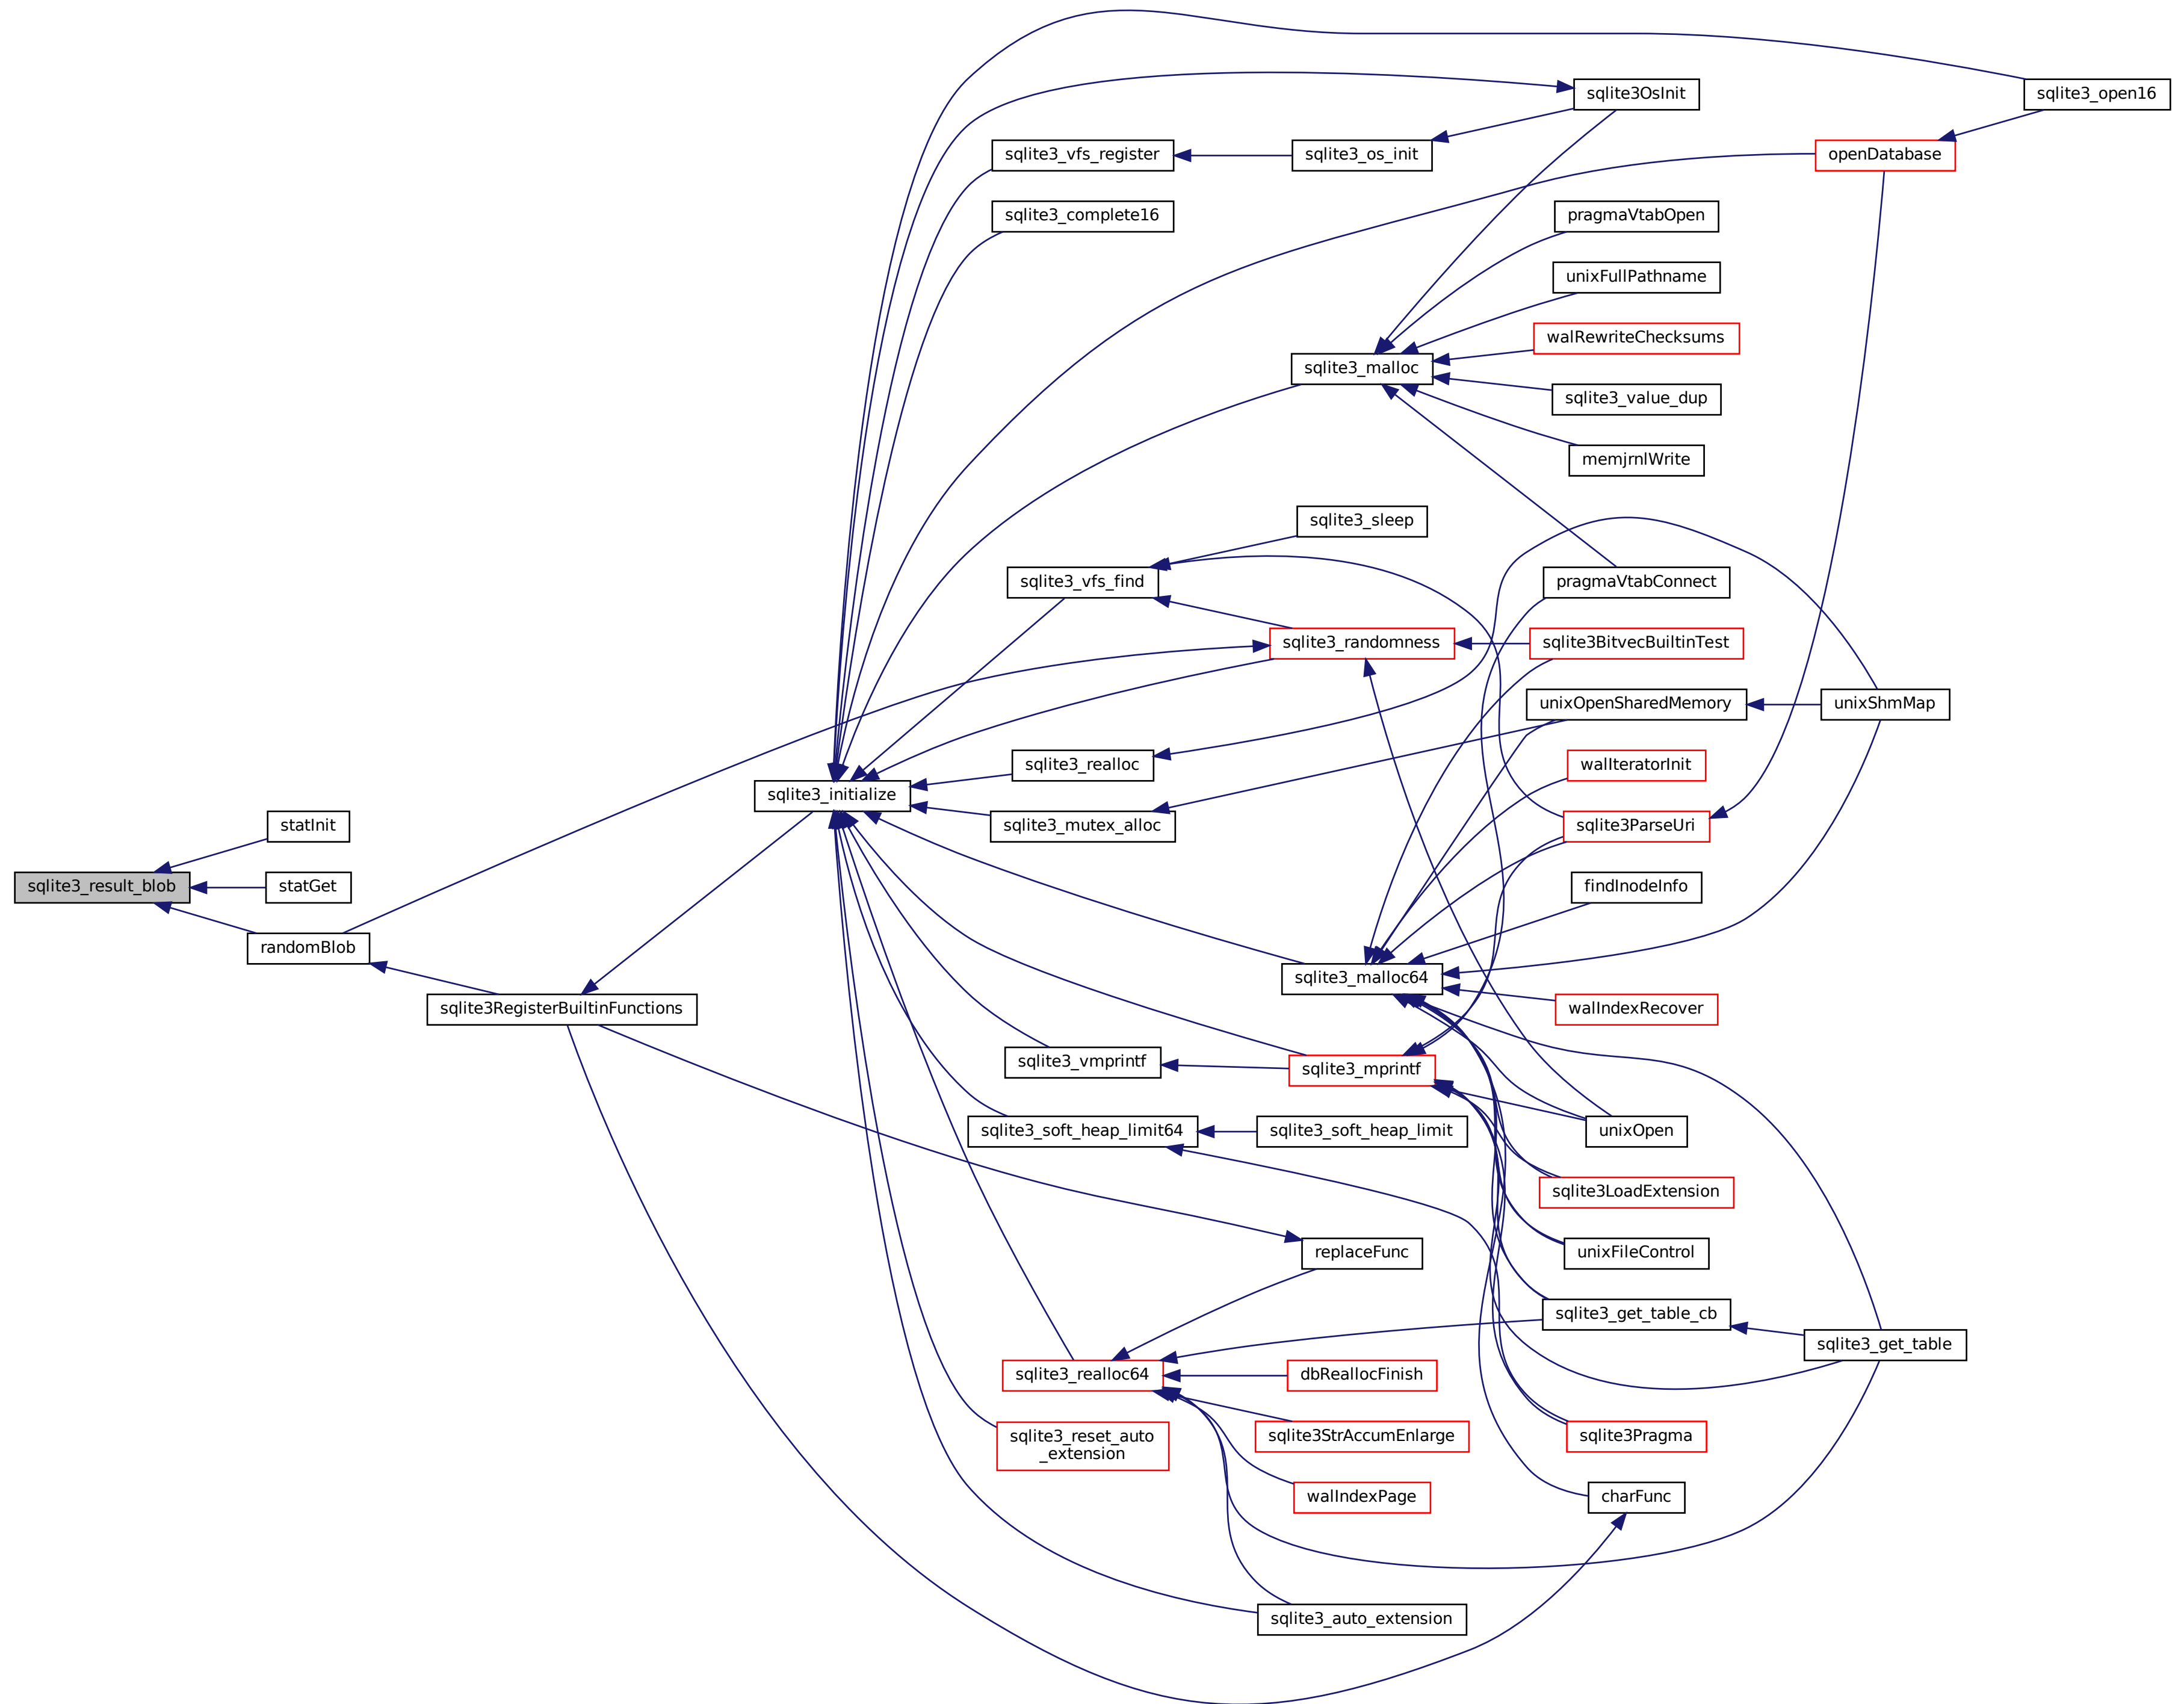 sqlite3_open16
sqlite3OsInit
openDatabase
sqlite3_vfs_register
sqlite3_os_init
sqlite3_complete16
pragmaVtabOpen
unixFullPathname
walRewriteChecksums
sqlite3_malloc
sqlite3_value_dup
memjrnlWrite
sqlite3_sleep
sqlite3_vfs_find
pragmaVtabConnect
sqlite3_randomness
sqlite3BitvecBuiltinTest
unixOpenSharedMemory
unixShmMap
sqlite3_realloc
walIteratorInit
sqlite3_initialize
sqlite3_mutex_alloc
sqlite3ParseUri
statInit
sqlite3_result_blob
statGet
findInodeInfo
randomBlob
sqlite3_malloc64
sqlite3RegisterBuiltinFunctions
walIndexRecover
sqlite3_vmprintf
sqlite3_mprintf
sqlite3_soft_heap_limit64
sqlite3_soft_heap_limit
unixOpen
sqlite3LoadExtension
replaceFunc
unixFileControl
sqlite3_get_table_cb
sqlite3_get_table
sqlite3_realloc64
dbReallocFinish
sqlite3_reset_auto
_extension
sqlite3StrAccumEnlarge
sqlite3Pragma
walIndexPage
charFunc
sqlite3_auto_extension